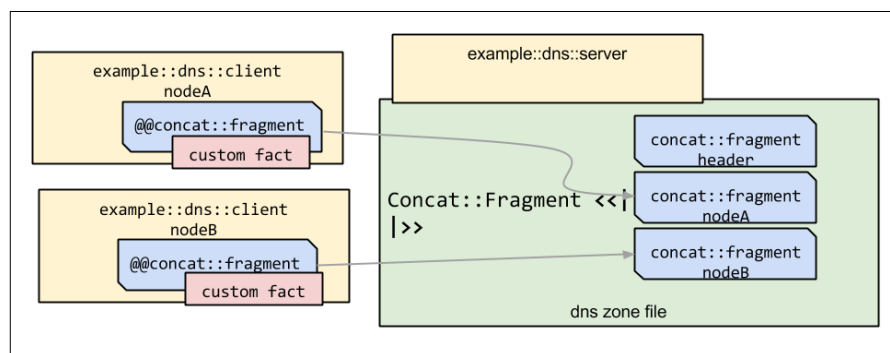 example::dns::client
nodeA
@@concat::fragment
custom fact
example::dns::client
nodeB
@@concat::fragment
custom fact
example::dns::server
Concat::Fragment <<|
|>>
concat::fragment
header
concat::fragment
nodeA
concat::fragment
nodeB
dns zone file